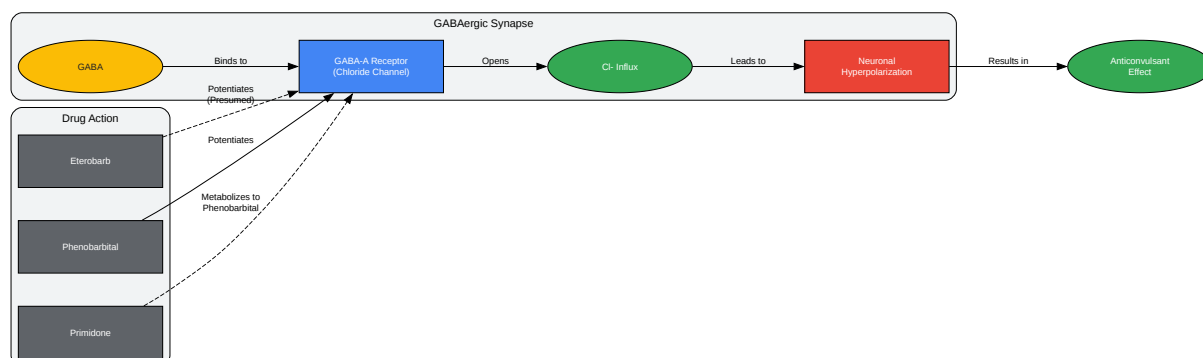 GABAergic Synapse
GABA
Binds to
GABA-A Receptor
(Chloride Channel)
Opens
Cl- Influx
Leads to
Neuronal
Hyperpolarization
Results in
Anticonvulsant
Effect
Potentiates
(Presumed)
Drug Action
Eterobarb
Potentiates
Metabolizes to
Phenobarbital
Phenobarbital
Primidone